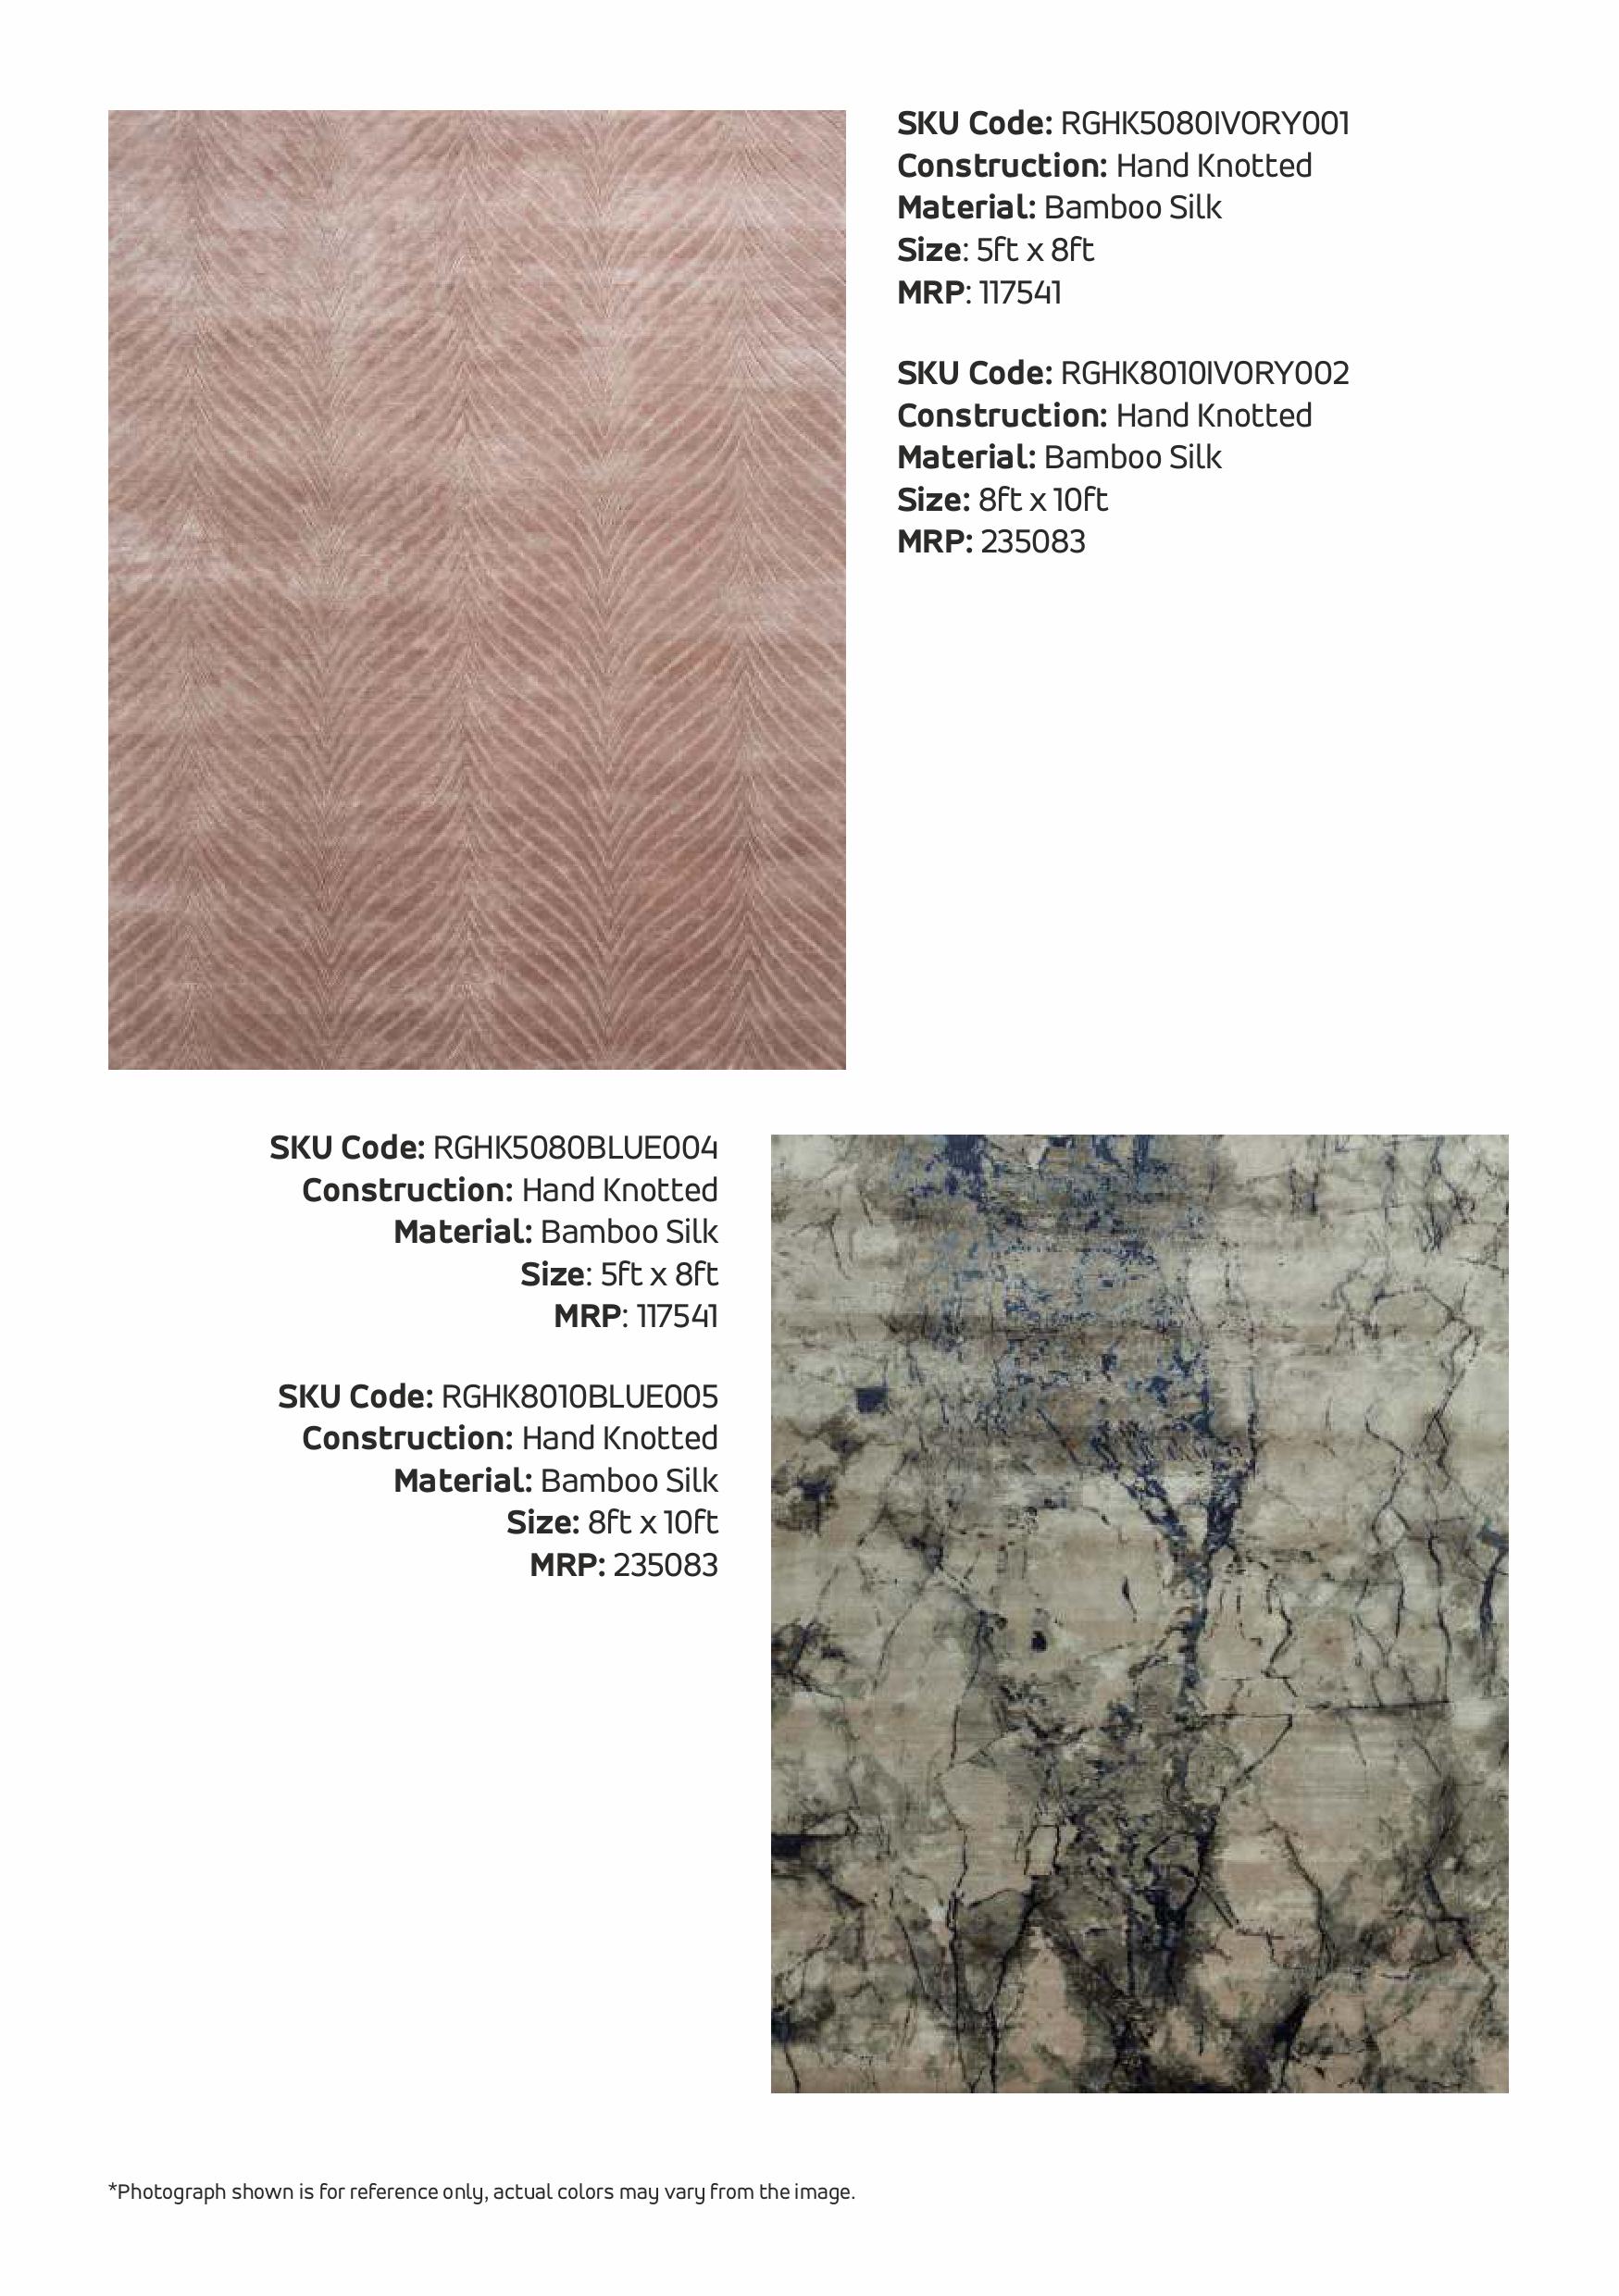 SKU Code: RGHK5080IVORY001
Construction: Hand Knotted
Material: Bamboo Silk
Size: 5ft x 8ft
MRP: 117541
SKU Code: RGHK8010IVORY002
Construction: Hand Knotted
Material: Bamboo Silk
Size: 8ft x 10ft
MRP: 235083
SKU Code: RGHK5080BLUE004
Construction: Hand Knotted
Material: Bamboo Silk
Size: 5ft x 8ft
MRP: 117541
SKU Code: RGHK8010BLUE005
Construction: Hand Knotted
Material: Bamboo Silk
Size: 8ft x 10ft
MRP: 235083
*Photograph shown is for reference only, actual colors may vary from the image.